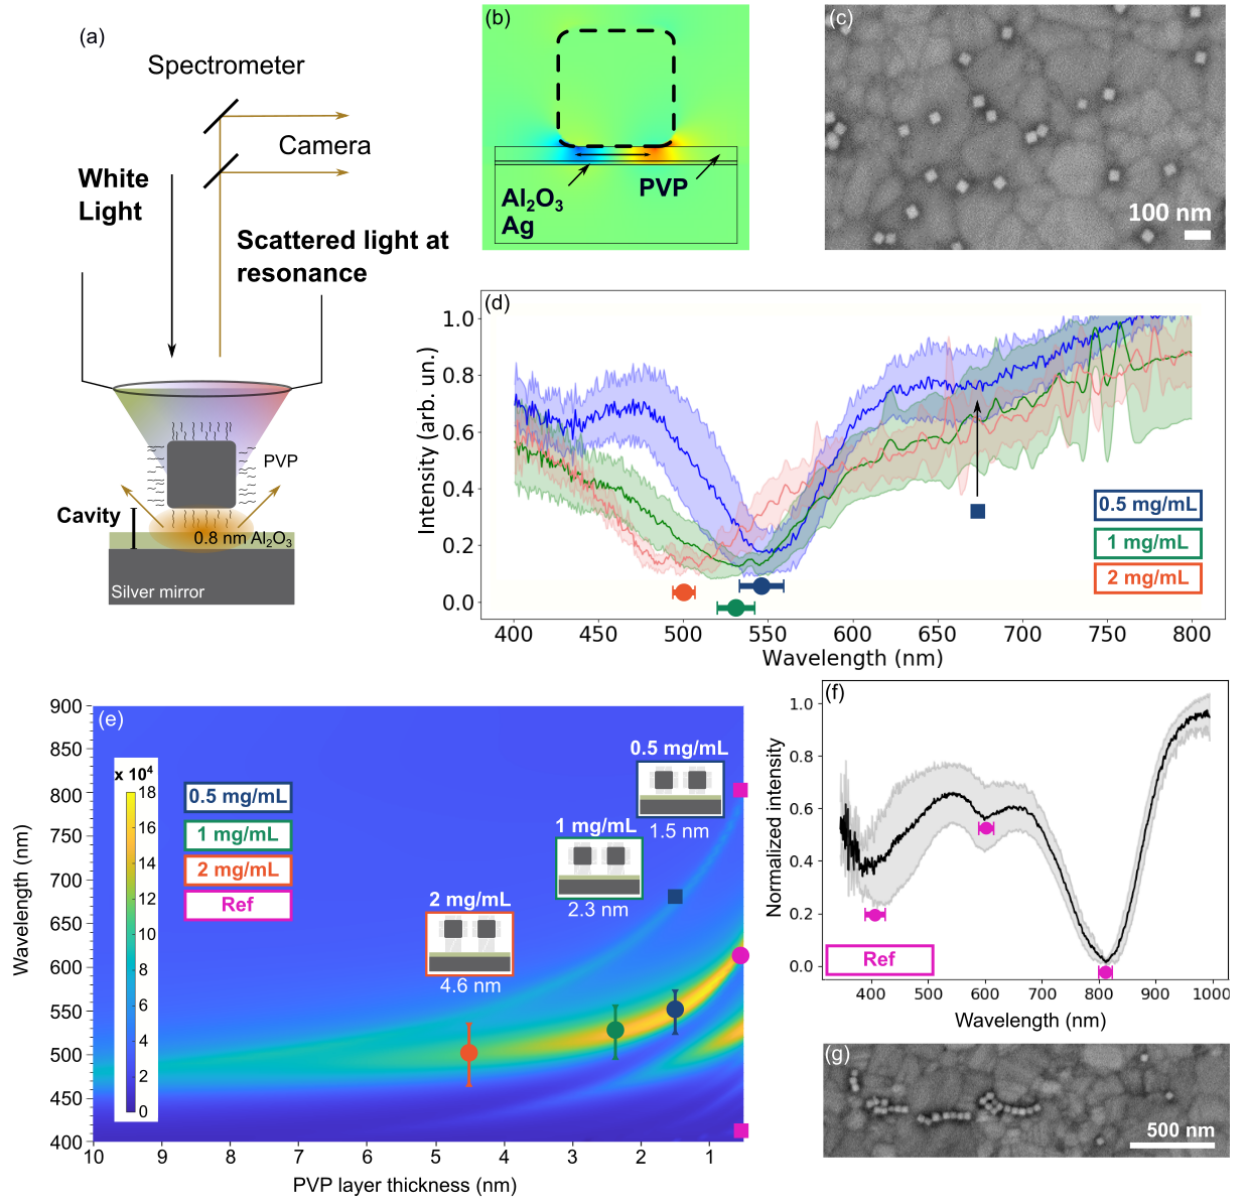 (a)
Spectrometer
Camera
White
Light
Scattered light at
resonance
PVP
Cavity
0.8 nm Al₂O₃
Silver mirror
(b)
Al₂O₃
PVP
Ag
(c)
100 nm
(d)
Intensity (arb. un.)
1.0
0.8
0.6
0.4
0.2
0.0
0.5 mg/mL
1 mg/mL
2 mg/mL
400 450 500 550 600 650 700 750 800
Wavelength (nm)
(e)
Wavelength (nm)
900
850
800
750
700
650
600
550
500
450
400
x 10⁴
18
16
14
12
10
8
6
4
2
0
0.5 mg/mL
1 mg/mL
2 mg/mL
Ref
0.5 mg/mL
1.5 nm
1 mg/mL
2.3 nm
2 mg/mL
4.6 nm
10 9 8 7 6 5 4 3 2 1
PVP layer thickness (nm)
(f)
Normalized intensity
1.0
0.8
0.6
0.4
0.2
0.0
Ref
400 500 600 700 800 900 1000
Wavelength (nm)
(g)
500 nm